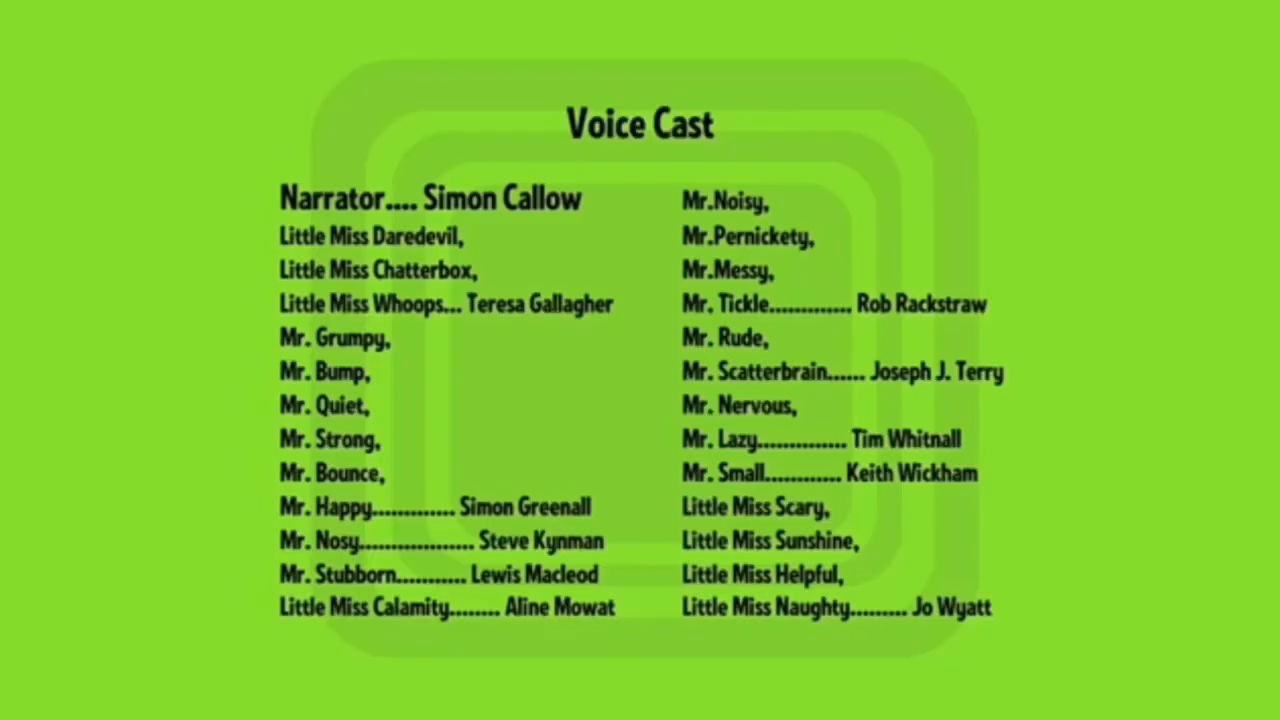 Voice Cast
Narrator.... Simon Callow
Little Miss Daredevil,
Little Miss Chatterbox,
Little Miss Whoops... Teresa Gallagher
Mr. Grumpy,
Mr. Bump,
Mr. Quiet,
Mr. Strong,
Mr. Bounce,
Mr. Happy............. Simon Greenall
Mr. Nosy.................. Steve Kynman
Mr. Stubborn........... Lewis Macleod
Little Miss Calamity........ Aline Mowat
Mr.Noisy,
Mr.Pernickety,
Mr.Messy,
Mr. Tickle............. Rob Rackstraw
Mr. Rude,
Mr. Scatterbrain...... Joseph J. Terry
Mr. Nervous,
Mr. Lazy.............. Tim Whitnall
Mr. Small............ Keith Wickham
Little Miss Scary,
Little Miss Sunshine,
Little Miss Helpful,
Little Miss Naughty......... Jo Wyatt